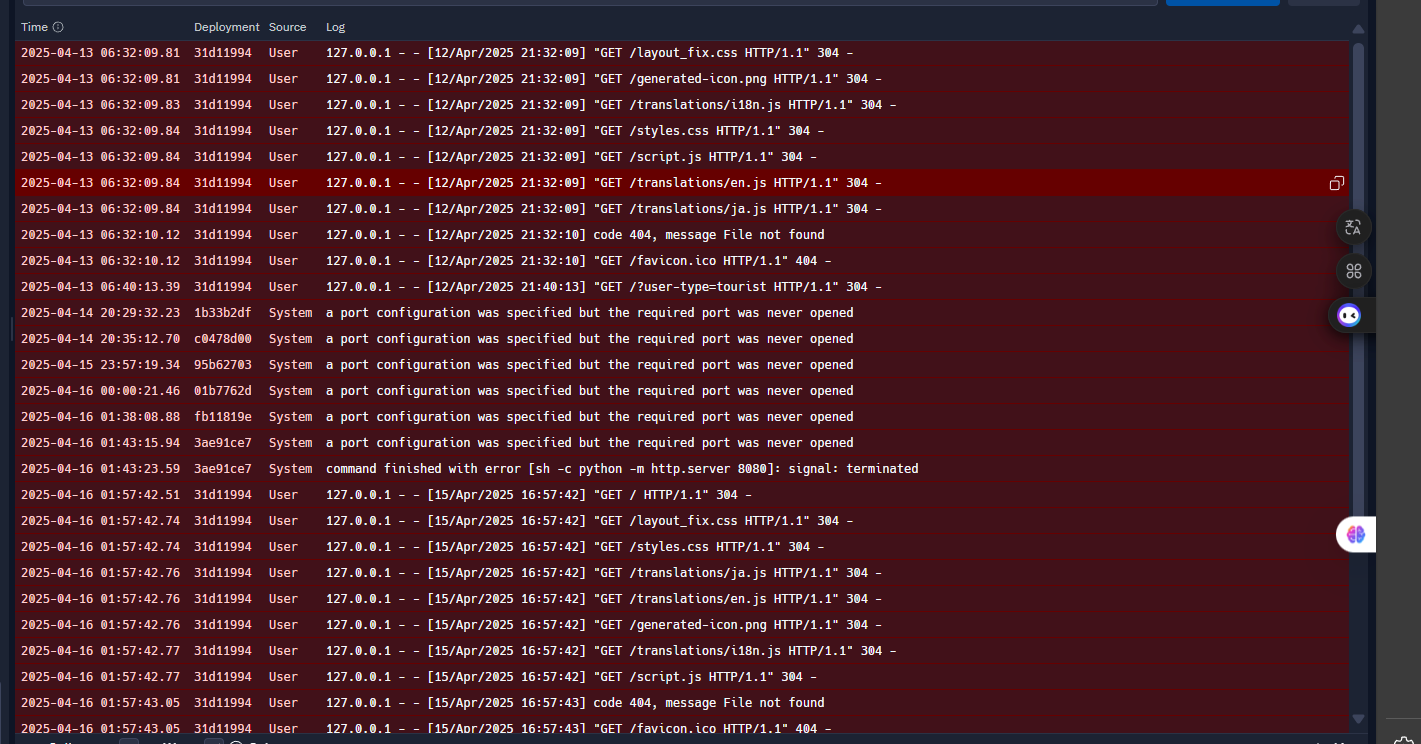 Time Deployment Source Log
2025-04-13 06:32:09.81 31d11994 User 127.0.0.1 - - [12/Apr/2025 21:32:09] "GET /layout_fix.css HTTP/1.1" 304 -
2025-04-13 06:32:09.81 31d11994 User 127.0.0.1 - - [12/Apr/2025 21:32:09] "GET /generated-icon.png HTTP/1.1" 304 -
2025-04-13 06:32:09.83 31d11994 User 127.0.0.1 - - [12/Apr/2025 21:32:09] "GET /translations/i18n.js HTTP/1.1" 304 -
2025-04-13 06:32:09.84 31d11994 User 127.0.0.1 - - [12/Apr/2025 21:32:09] "GET /styles.css HTTP/1.1" 304 -
2025-04-13 06:32:09.84 31d11994 User 127.0.0.1 - - [12/Apr/2025 21:32:09] "GET /script.js HTTP/1.1" 304 -
2025-04-13 06:32:09.84 31d11994 User 127.0.0.1 - - [12/Apr/2025 21:32:09] "GET /translations/en.js HTTP/1.1" 304 -
2025-04-13 06:32:09.84 31d11994 User 127.0.0.1 - - [12/Apr/2025 21:32:09] "GET /translations/ja.js HTTP/1.1" 304 -
2025-04-13 06:32:10.12 31d11994 User 127.0.0.1 - - [12/Apr/2025 21:32:10] code 404, message File not found
2025-04-13 06:32:10.12 31d11994 User 127.0.0.1 - - [12/Apr/2025 21:32:10] "GET /favicon.ico HTTP/1.1" 404 -
2025-04-13 06:40:13.39 31d11994 User 127.0.0.1 - - [12/Apr/2025 21:40:13] "GET /?user-type=tourist HTTP/1.1" 304 -
2025-04-14 20:29:32.23 1b33b2df System a port configuration was specified but the required port was never opened
2025-04-14 20:35:12.70 c0478d00 System a port configuration was specified but the required port was never opened
2025-04-15 23:57:19.34 95b62703 System a port configuration was specified but the required port was never opened
2025-04-16 00:00:21.46 01b7762d System a port configuration was specified but the required port was never opened
2025-04-16 01:38:08.88 fb11819e System a port configuration was specified but the required port was never opened
2025-04-16 01:43:15.94 3ae91ce7 System a port configuration was specified but the required port was never opened
2025-04-16 01:43:23.59 3ae91ce7 System command finished with error [sh -c python -m http.server 8080]: signal: terminated
2025-04-16 01:57:42.51 31d11994 User 127.0.0.1 - - [15/Apr/2025 16:57:42] "GET / HTTP/1.1" 304 -
2025-04-16 01:57:42.74 31d11994 User 127.0.0.1 - - [15/Apr/2025 16:57:42] "GET /layout_fix.css HTTP/1.1" 304 -
2025-04-16 01:57:42.74 31d11994 User 127.0.0.1 - - [15/Apr/2025 16:57:42] "GET /styles.css HTTP/1.1" 304 -
2025-04-16 01:57:42.76 31d11994 User 127.0.0.1 - - [15/Apr/2025 16:57:42] "GET /translations/ja.js HTTP/1.1" 304 -
2025-04-16 01:57:42.76 31d11994 User 127.0.0.1 - - [15/Apr/2025 16:57:42] "GET /translations/en.js HTTP/1.1" 304 -
2025-04-16 01:57:42.76 31d11994 User 127.0.0.1 - - [15/Apr/2025 16:57:42] "GET /generated-icon.png HTTP/1.1" 304 -
2025-04-16 01:57:42.77 31d11994 User 127.0.0.1 - - [15/Apr/2025 16:57:42] "GET /translations/i18n.js HTTP/1.1" 304 -
2025-04-16 01:57:42.77 31d11994 User 127.0.0.1 - - [15/Apr/2025 16:57:42] "GET /script.js HTTP/1.1" 304 -
2025-04-16 01:57:43.05 31d11994 User 127.0.0.1 - - [15/Apr/2025 16:57:43] code 404, message File not found
2025-04-16 01:57:43.05 31d11994 User 127.0.0.1 - - [15/Apr/2025 16:57:43] "GET /favicon.ico HTTP/1.1" 404 -